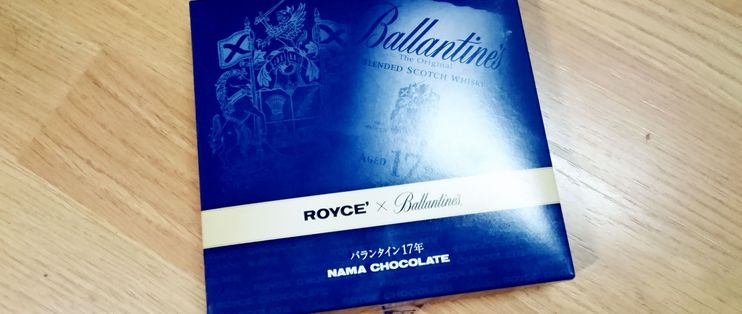 Ballantine's
The Original
BLENDED SCOTCH WHISKY
AGED 17
ROYCE' × Ballantine's
バランタイン17年
NAMA CHOCOLATE